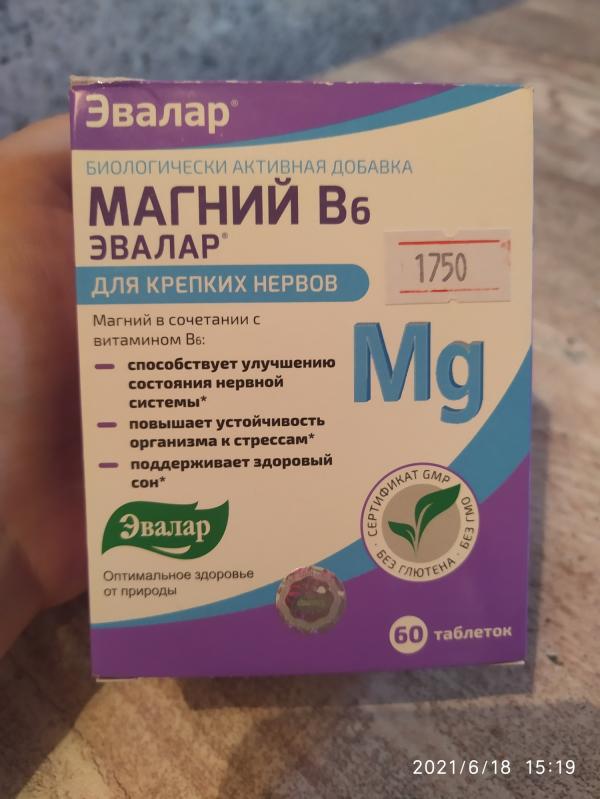 Эвалар®
БИОЛОГИЧЕСКИ АКТИВНАЯ ДОБАВКА
МАГНИЙ В6
ЭВАЛАР®
ДЛЯ КРЕПКИХ НЕРВОВ
1750
Магний в сочетании с
витамином В6:
способствует улучшению
состояния нервной
системы*
повышает устойчивость
организма к стрессам*
поддерживает здоровый
сон*
Mg
Эвалар
Оптимальное здоровье
от природы
СЕРТИФИКАТ GMP · БЕЗ ГМО · БЕЗ ГЛЮТЕНА ·
60 таблеток
2021/6/18 15:19